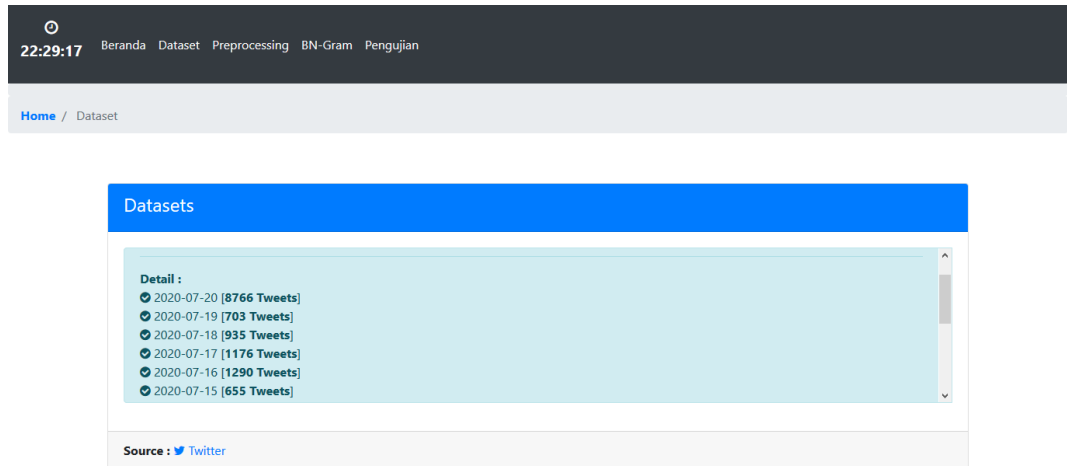 22:29:17
Beranda Dataset Preprocessing BN-Gram Pengujian
Home / Dataset
Datasets
Detail :
2020-07-20 [8766 Tweets]
2020-07-19 [703 Tweets]
2020-07-18 [935 Tweets]
2020-07-17 [1176 Tweets]
2020-07-16 [1290 Tweets]
2020-07-15 [655 Tweets]
Source : Twitter